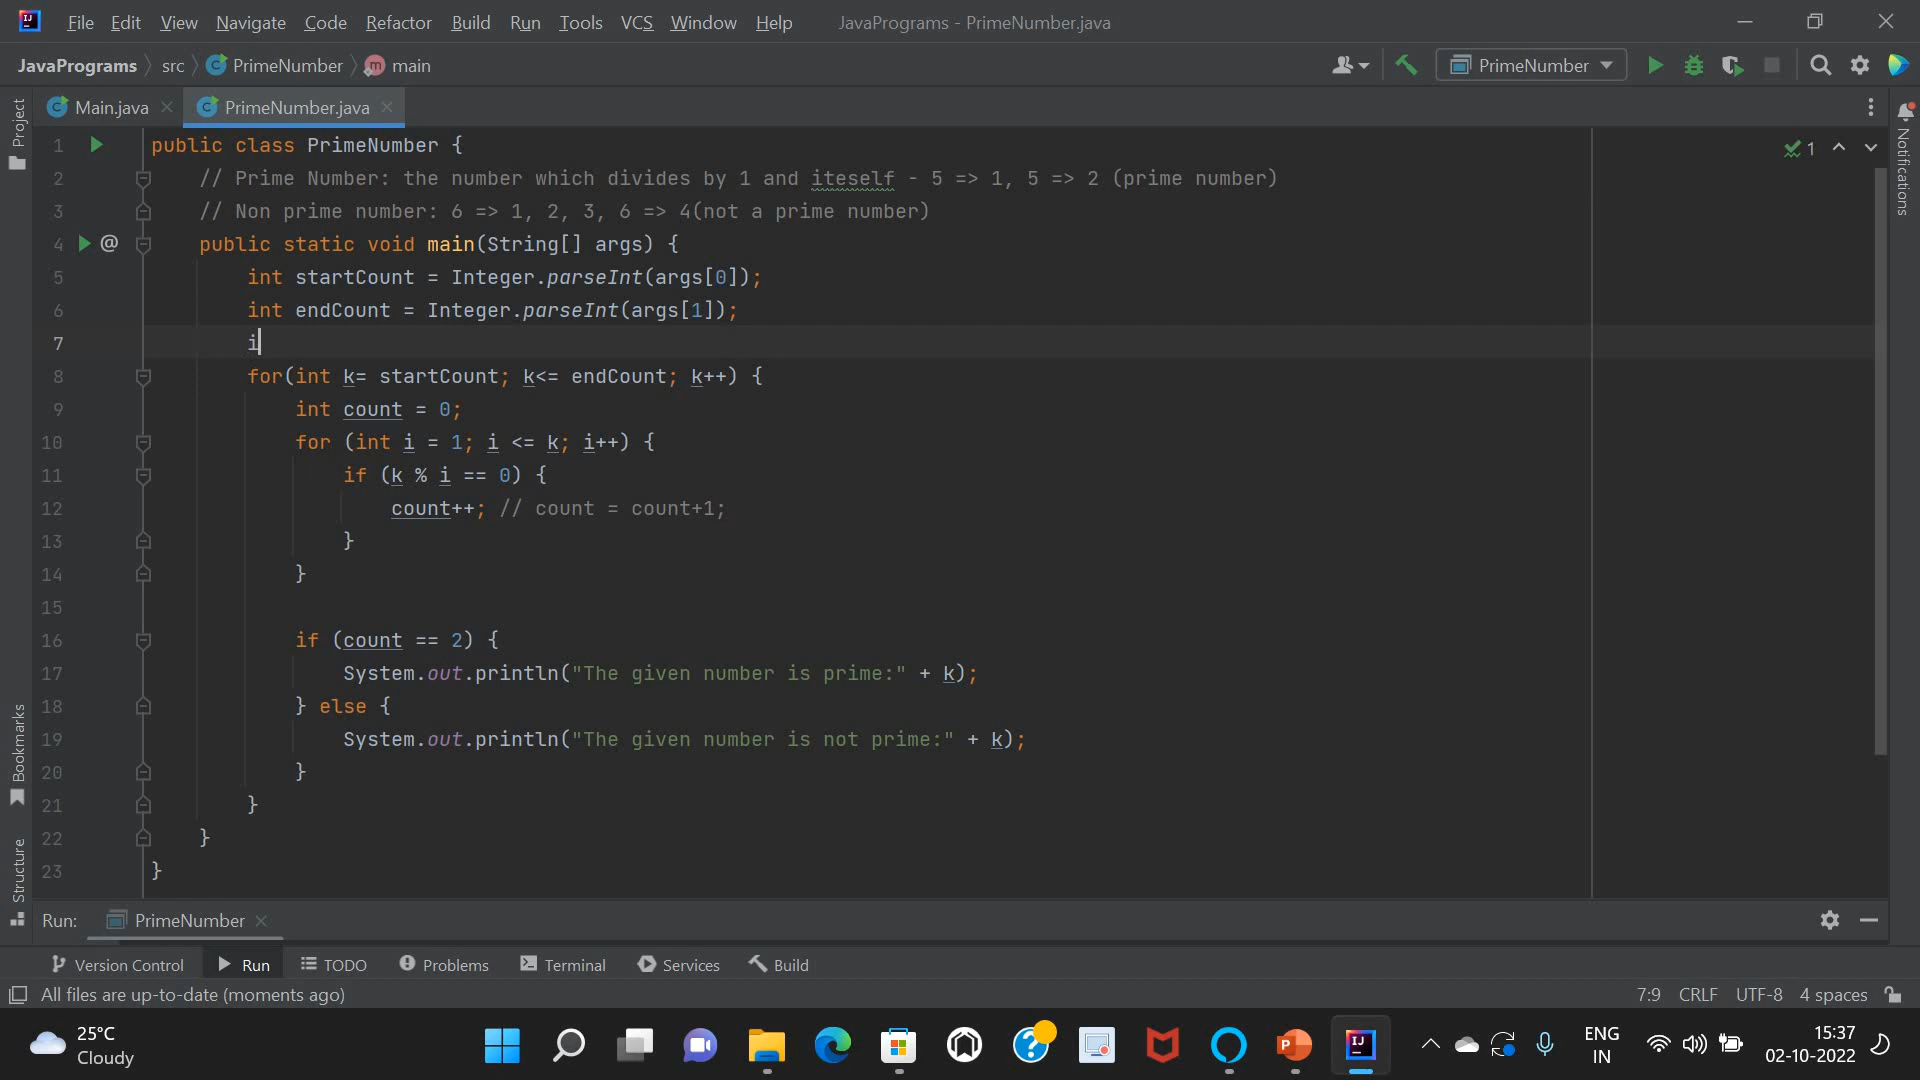 File Edit View Navigate Code Refactor Build Run Tools VCS Window Help JavaPrograms - PrimeNumber.java
JavaPrograms src PrimeNumber main PrimeNumber
Main.java PrimeNumber.java
Project
Bookmarks
Structure
Notifications
1 public class PrimeNumber {
2 // Prime Number: the number which divides by 1 and iteself - 5 => 1, 5 => 2 (prime number)
3 // Non prime number: 6 => 1, 2, 3, 6 => 4(not a prime number)
4 @ public static void main(String[] args) {
5 int startCount = Integer.parseInt(args[0]);
6 int endCount = Integer.parseInt(args[1]);
7 i
8 for(int k= startCount; k<= endCount; k++) {
9 int count = 0;
10 for (int i = 1; i <= k; i++) {
11 if (k % i == 0) {
12 count++; // count = count+1;
13 }
14 }
15
16 if (count == 2) {
17 System.out.println("The given number is prime:" + k);
18 } else {
19 System.out.println("The given number is not prime:" + k);
20 }
21 }
22 }
23 }
1
Run: PrimeNumber
Version Control Run TODO Problems Terminal Services Build
All files are up-to-date (moments ago) 7:9 CRLF UTF-8 4 spaces
25°C
Cloudy
ENG
IN
15:37
02-10-2022